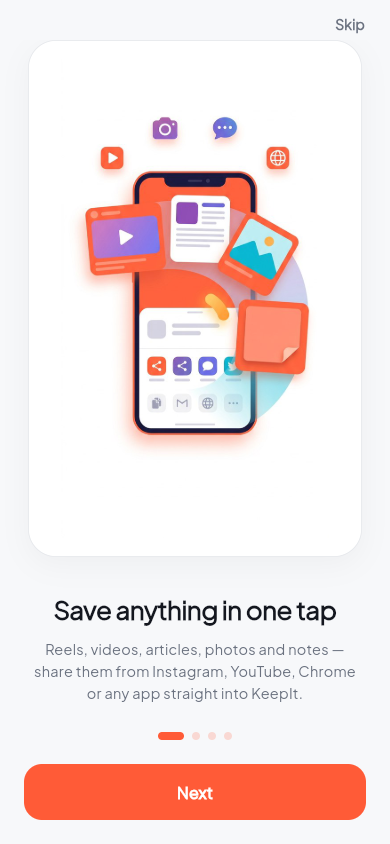 Skip
Save anything in one tap
Reels, videos, articles, photos and notes —
share them from Instagram, YouTube, Chrome
or any app straight into KeepIt.
Next